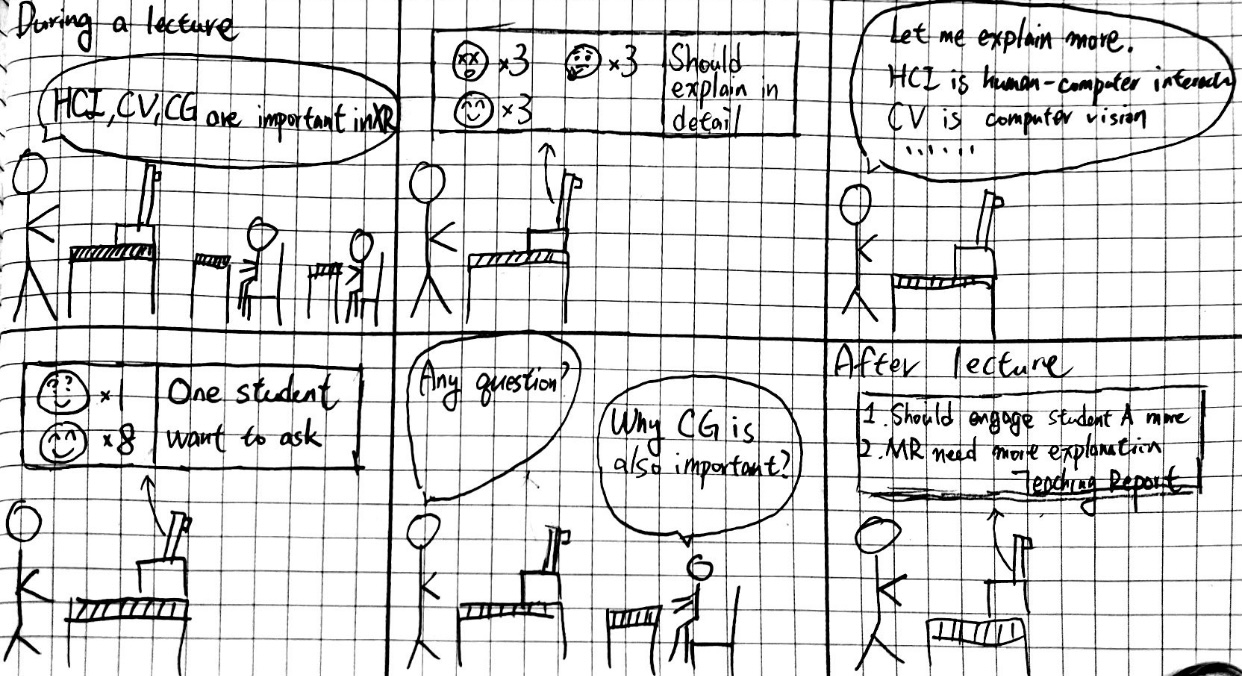 During a lecture
HCI, CV, CG are important in XR
×3 ×3
×3
Should
explain in
detail
Let me explain more.
HCI is human-computer interact
CV is computer vision
......
×1
×8
One student
want to ask
Any question?
Why CG is
also important?
After lecture
1. Should engage student A more
2. MR need more explanation
Teaching Report